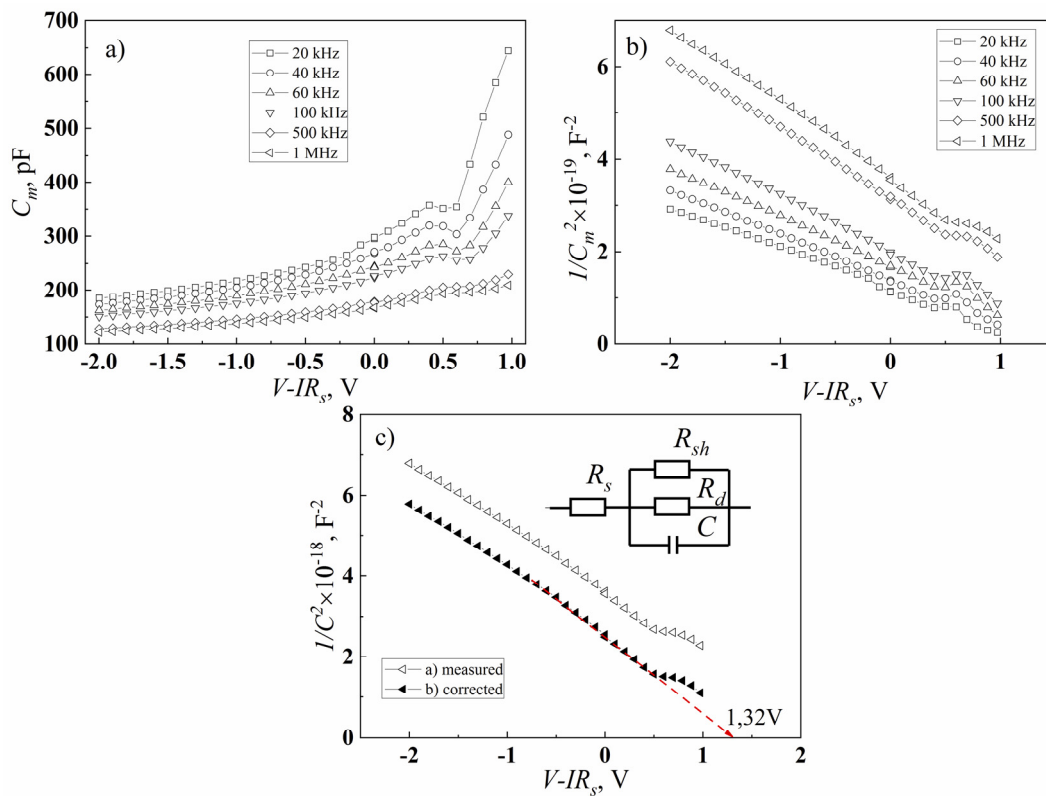 a)
20 kHz
40 kHz
60 kHz
100 kHz
500 kHz
1 MHz
700
600
500
400
300
200
100
C_m, pF
-2.0 -1.5 -1.0 -0.5 0.0 0.5 1.0
V-IR_s, V
b)
20 kHz
40 kHz
60 kHz
100 kHz
500 kHz
1 MHz
6
4
2
0
1/C_m^2×10^-19, F^-2
-2 -1 0 1
V-IR_s, V
c)
8
6
4
2
0
1/C^2×10^-18, F^-2
R_sh
R_s
R_d
C
a) measured
b) corrected
1,32V
-2 -1 0 1 2
V-IR_s, V